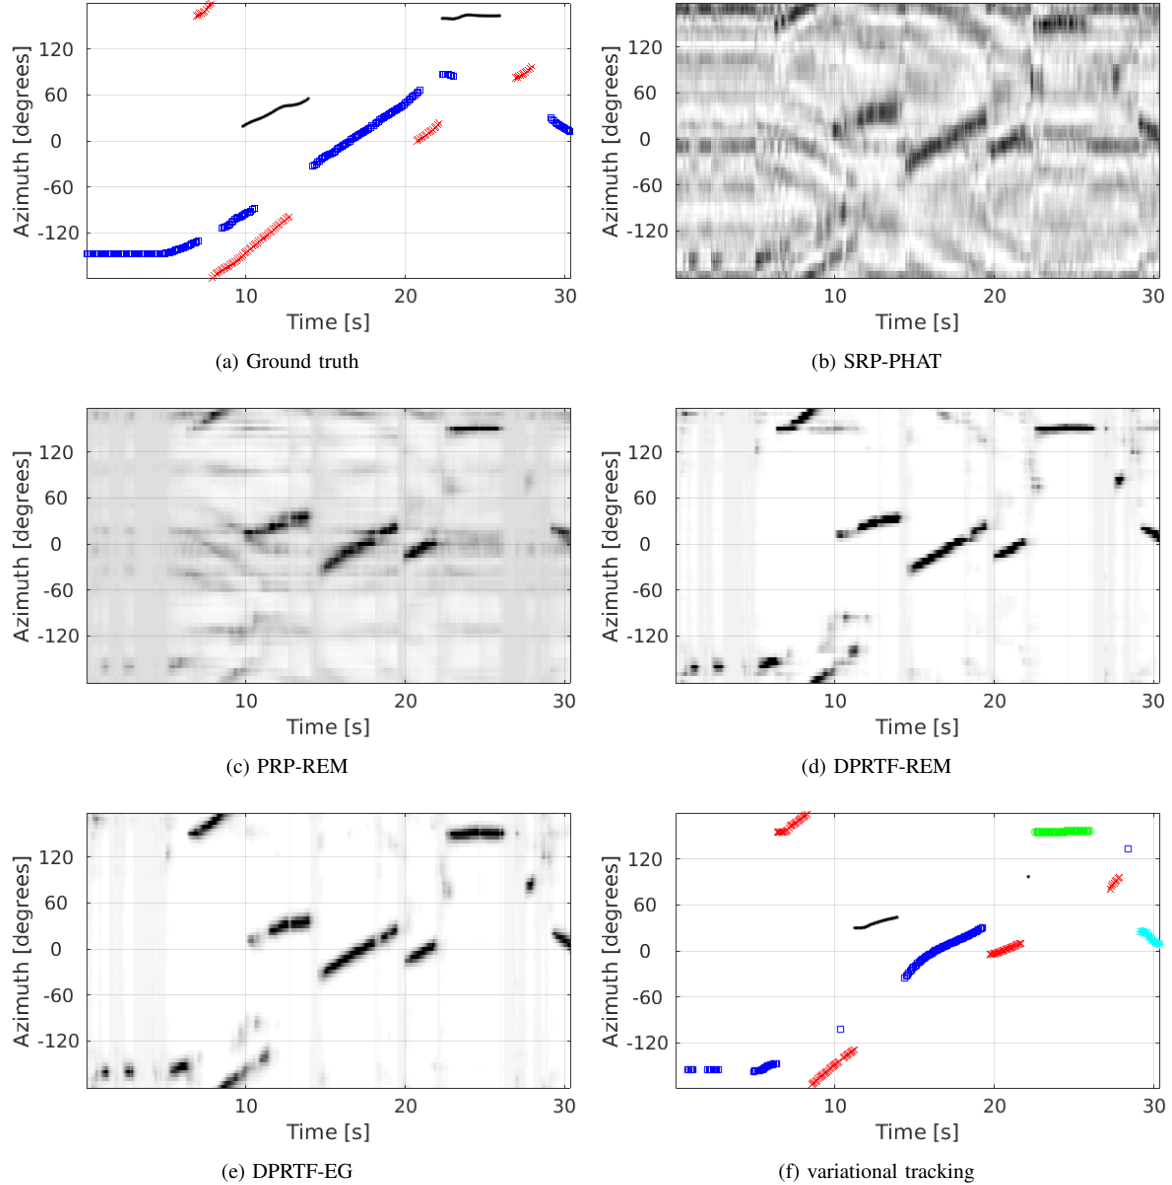 120
60
0
-60
-120
Azimuth [degrees]
10
20
30
Time [s]
(a) Ground truth
120
60
0
-60
-120
Azimuth [degrees]
10
20
30
Time [s]
(b) SRP-PHAT
120
60
0
-60
-120
Azimuth [degrees]
10
20
30
Time [s]
(c) PRP-REM
120
60
0
-60
-120
Azimuth [degrees]
10
20
30
Time [s]
(d) DPRTF-REM
120
60
0
-60
-120
Azimuth [degrees]
10
20
30
Time [s]
(e) DPRTF-EG
120
60
0
-60
-120
Azimuth [degrees]
10
20
30
Time [s]
(f) variational tracking